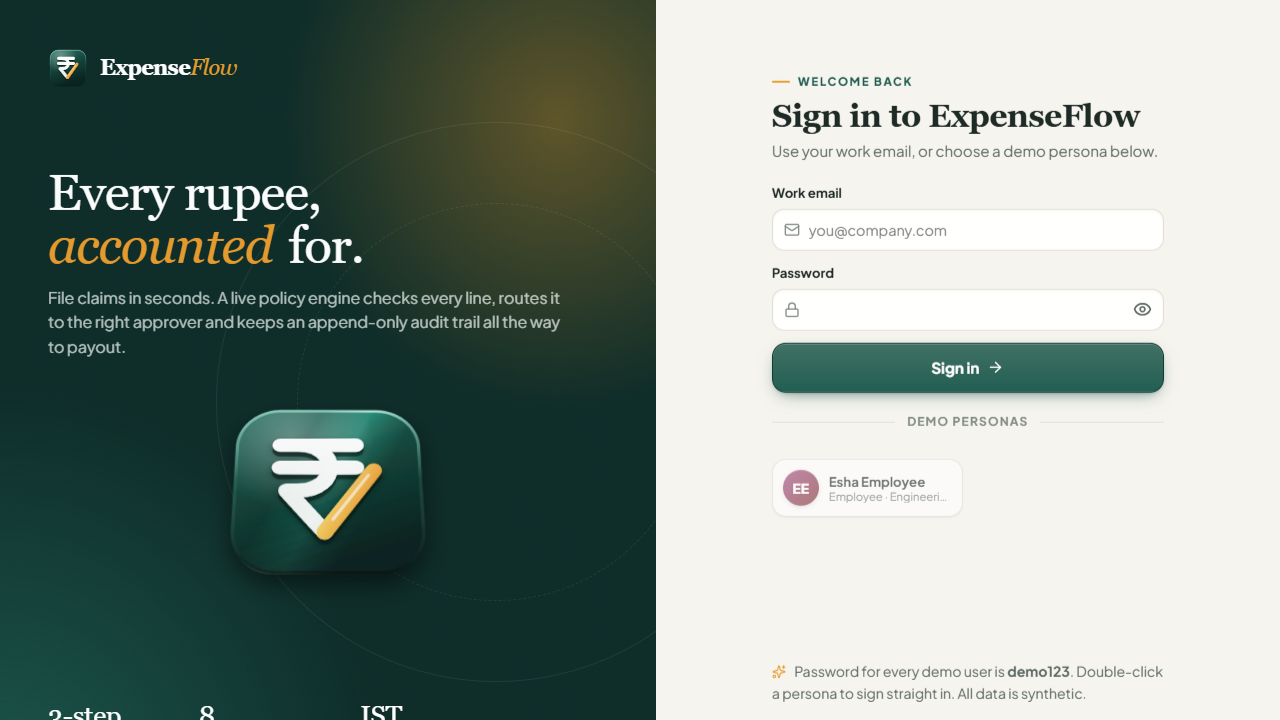 ExpenseFlow
Every rupee,
accounted for.
File claims in seconds. A live policy engine checks every line, routes it
to the right approver and keeps an append-only audit trail all the way
to payout.
2-step
8
IST
WELCOME BACK
Sign in to ExpenseFlow
Use your work email, or choose a demo persona below.
Work email
you@company.com
Password
Sign in →
DEMO PERSONAS
EE
Esha Employee
Employee · Engineeri...
Password for every demo user is demo123. Double-click
a persona to sign straight in. All data is synthetic.